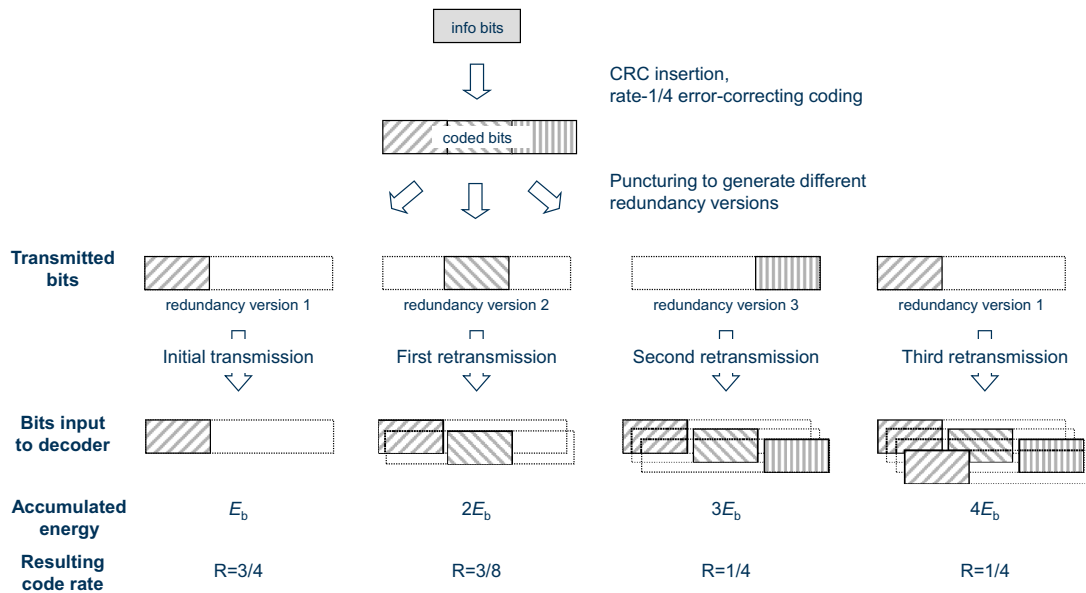 info bits
CRC insertion,
rate-1/4 error-correcting coding
coded bits
Puncturing to generate different
redundancy versions
Transmitted
bits
redundancy version 1
redundancy version 2
redundancy version 3
redundancy version 1
Initial transmission
First retransmission
Second retransmission
Third retransmission
Bits input
to decoder
Accumulated
energy
Eb
2Eb
3Eb
4Eb
Resulting
code rate
R=3/4
R=3/8
R=1/4
R=1/4